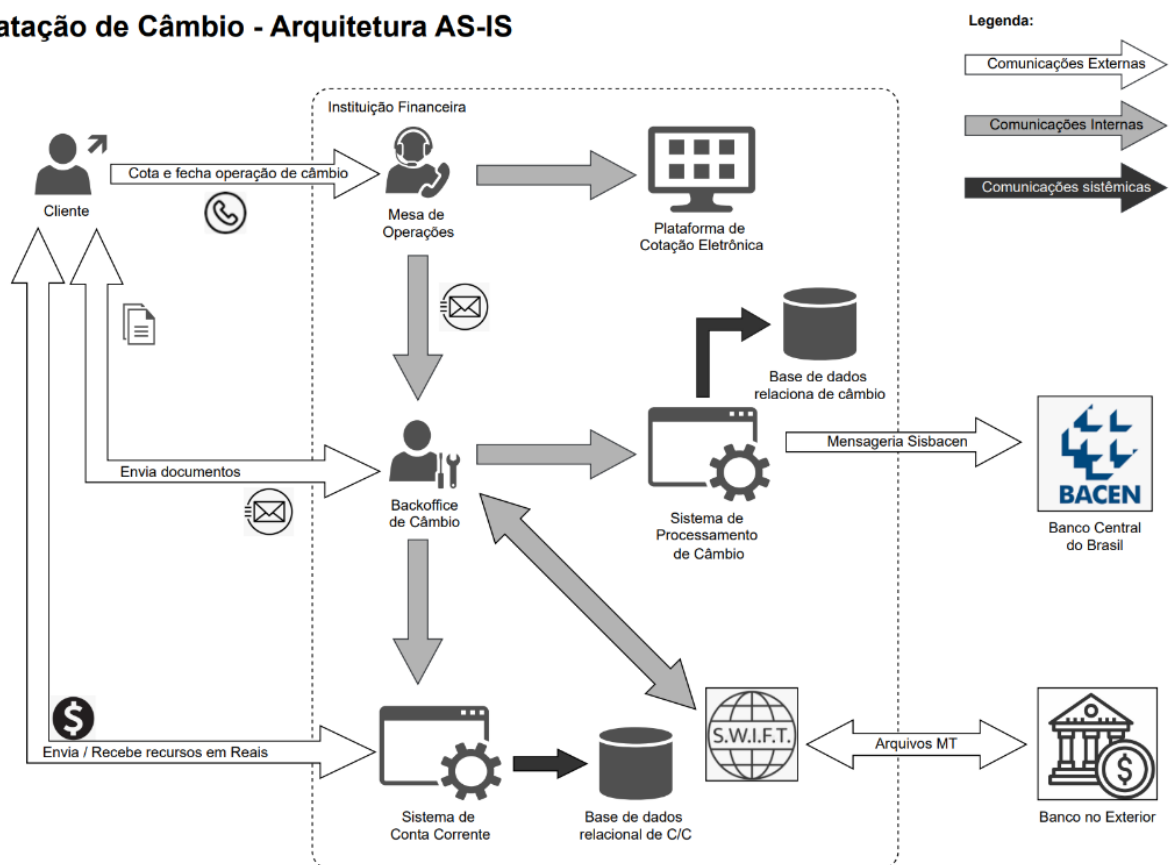 atação de Câmbio - Arquitetura AS-IS
Legenda:
Comunicações Externas
Comunicações Internas
Comunicações sistêmicas
Instituição Financeira
Cota e fecha operação de câmbio
Cliente
Mesa de
Operações
Plataforma de
Cotação Eletrônica
Base de dados
relaciona de câmbio
Envia documentos
Backoffice
de Câmbio
Sistema de
Processamento
de Câmbio
Mensageria Sisbacen
BACEN
Banco Central
do Brasil
Envia / Recebe recursos em Reais
Sistema de
Conta Corrente
Base de dados
relacional de C/C
S.W.I.F.T.
Arquivos MT
Banco no Exterior